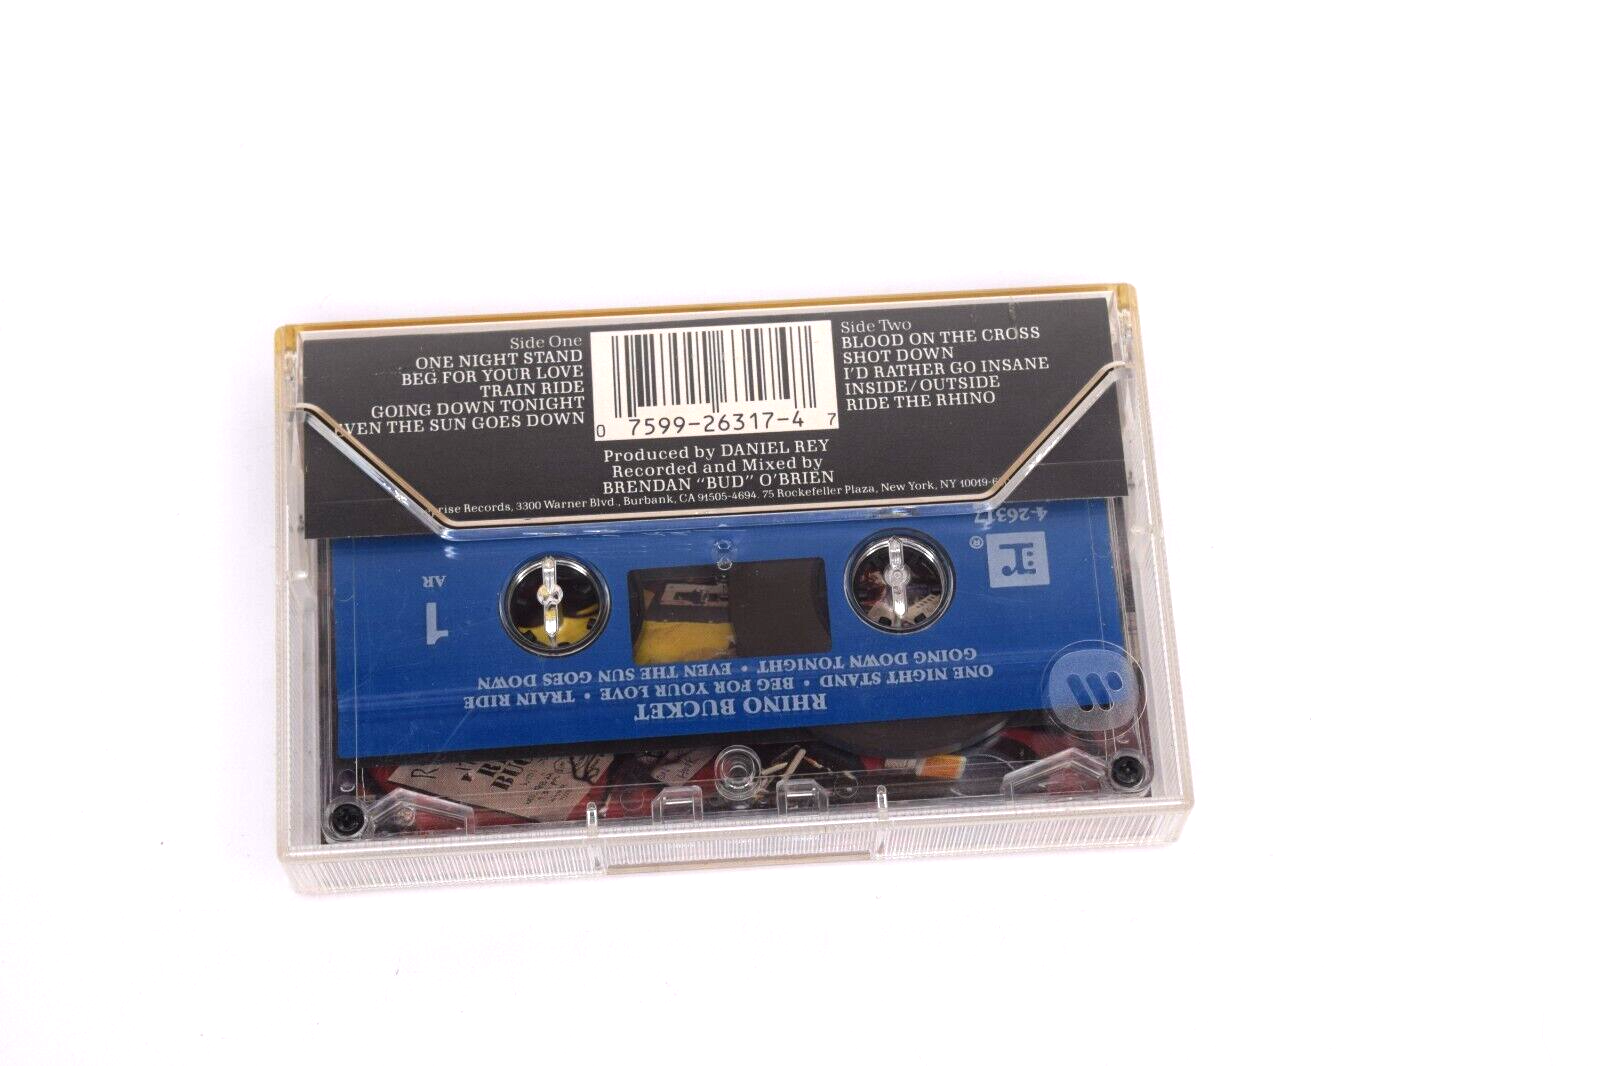 Side One
ONE NIGHT STAND
BEG FOR YOUR LOVE
TRAIN RIDE
GOING DOWN TONIGHT
EVEN THE SUN GOES DOWN
0 7599-26317-4 7
Side Two
BLOOD ON THE CROSS
SHOT DOWN
I'D RATHER GO INSANE
INSIDE/OUTSIDE
RIDE THE RHINO
Produced by DANIEL REY
Recorded and Mixed by
BRENDAN "BUD" O'BRIEN
Records, 3300 Warner Blvd., Burbank, CA 91505-4694. 75 Rockefeller Plaza, New York, NY
RHINO BUCKET
ONE NIGHT STAND • BEG FOR YOUR LOVE • TRAIN RIDE
GOING DOWN TONIGHT • EVEN THE SUN GOES DOWN
1
AR
r: ®
4-26317